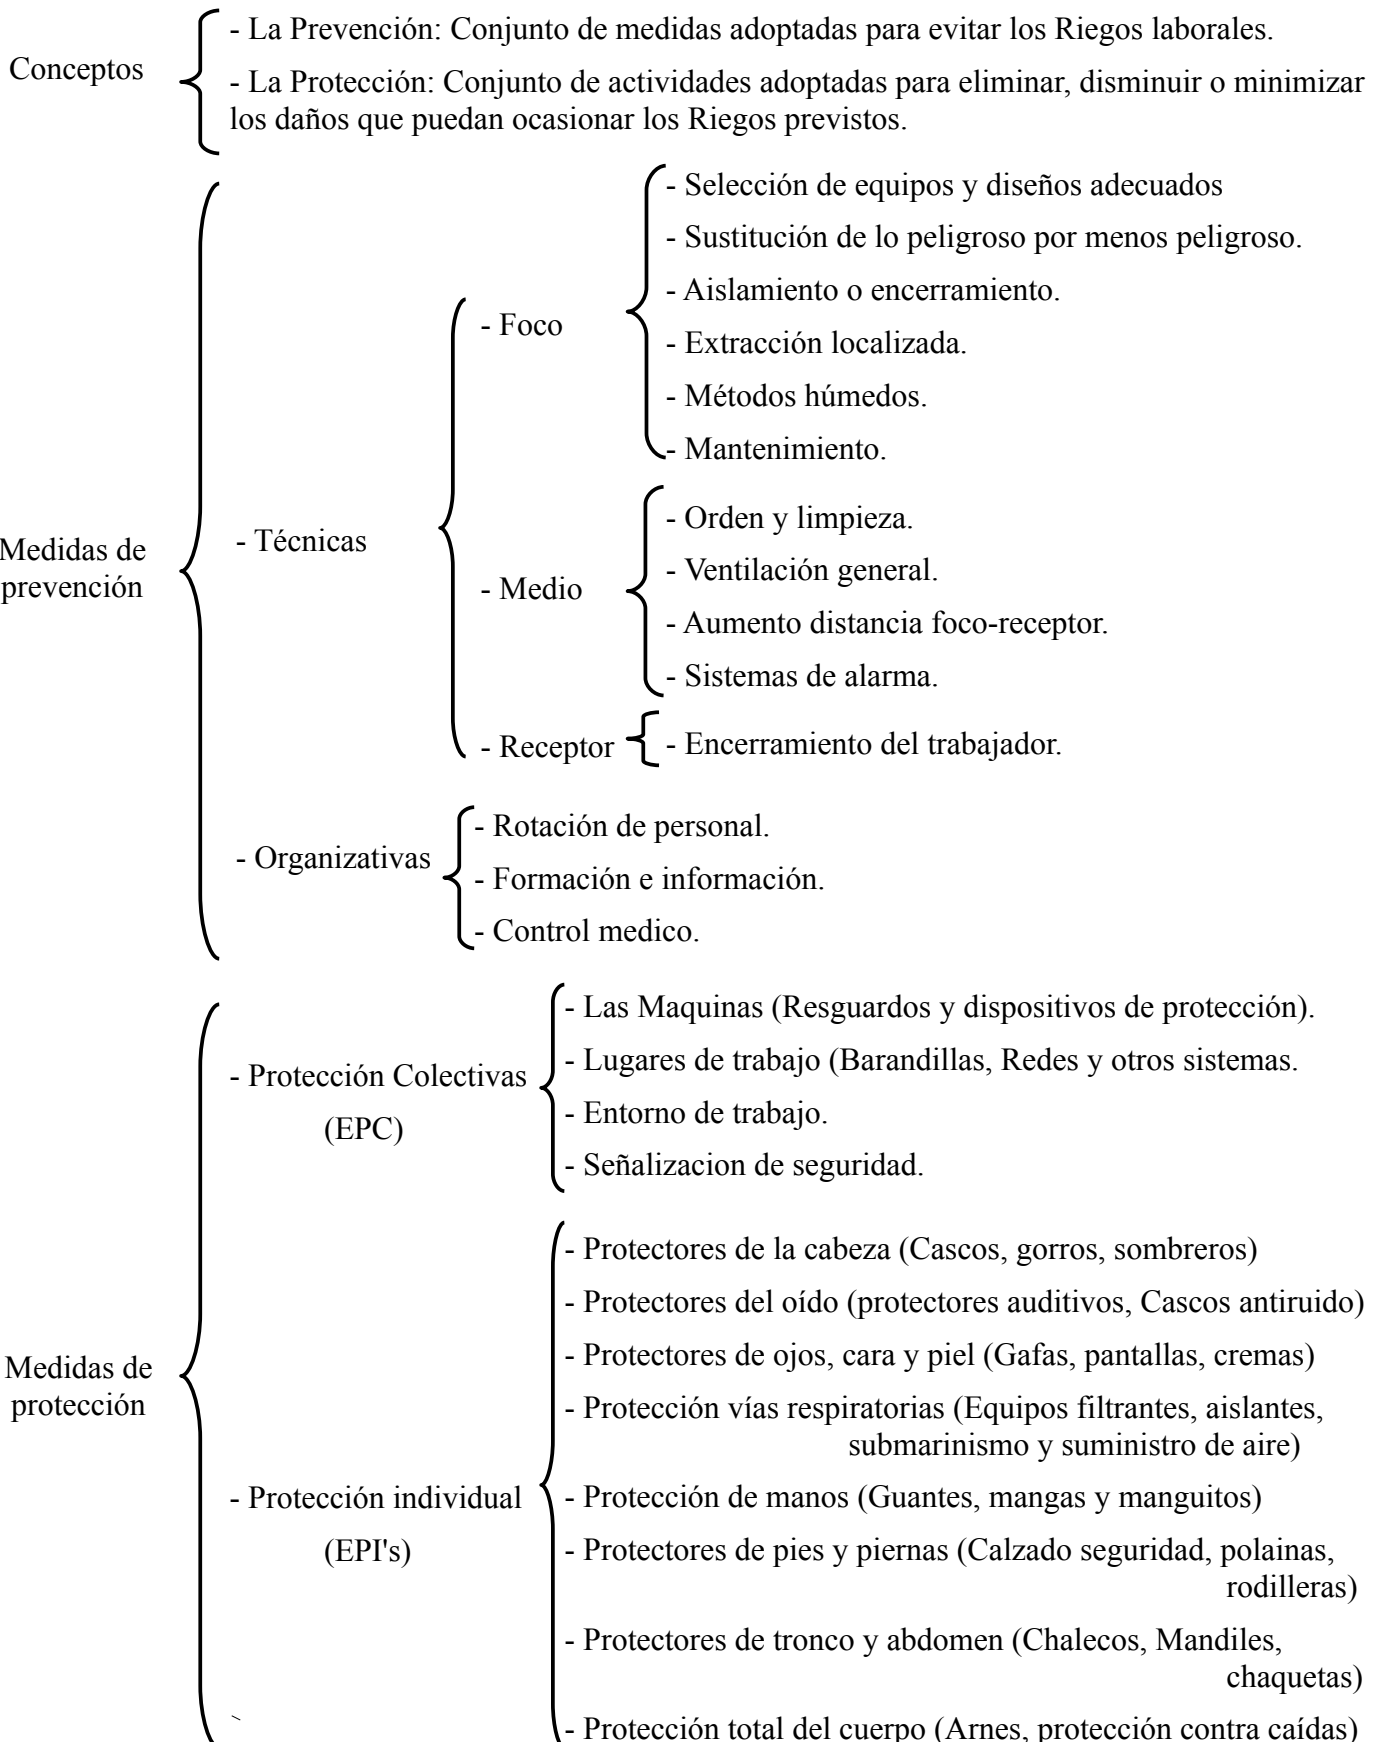 Conceptos
- La Prevención: Conjunto de medidas adoptadas para evitar los Riegos laborales.
- La Protección: Conjunto de actividades adoptadas para eliminar, disminuir o minimizar
los daños que puedan ocasionar los Riegos previstos.
Medidas de
prevención
- Técnicas
- Foco
- Selección de equipos y diseños adecuados
- Sustitución de lo peligroso por menos peligroso.
- Aislamiento o encerramiento.
- Extracción localizada.
- Métodos húmedos.
- Mantenimiento.
- Medio
- Orden y limpieza.
- Ventilación general.
- Aumento distancia foco-receptor.
- Sistemas de alarma.
- Receptor
- Encerramiento del trabajador.
- Organizativas
- Rotación de personal.
- Formación e información.
- Control medico.
Medidas de
protección
- Protección Colectivas
(EPC)
- Las Maquinas (Resguardos y dispositivos de protección).
- Lugares de trabajo (Barandillas, Redes y otros sistemas.
- Entorno de trabajo.
- Señalizacion de seguridad.
- Protección individual
(EPI's)
- Protectores de la cabeza (Cascos, gorros, sombreros)
- Protectores del oído (protectores auditivos, Cascos antiruido)
- Protectores de ojos, cara y piel (Gafas, pantallas, cremas)
- Protección vías respiratorias (Equipos filtrantes, aislantes,
submarinismo y suministro de aire)
- Protección de manos (Guantes, mangas y manguitos)
- Protectores de pies y piernas (Calzado seguridad, polainas,
rodilleras)
- Protectores de tronco y abdomen (Chalecos, Mandiles,
chaquetas)
- Protección total del cuerpo (Arnes, protección contra caídas)